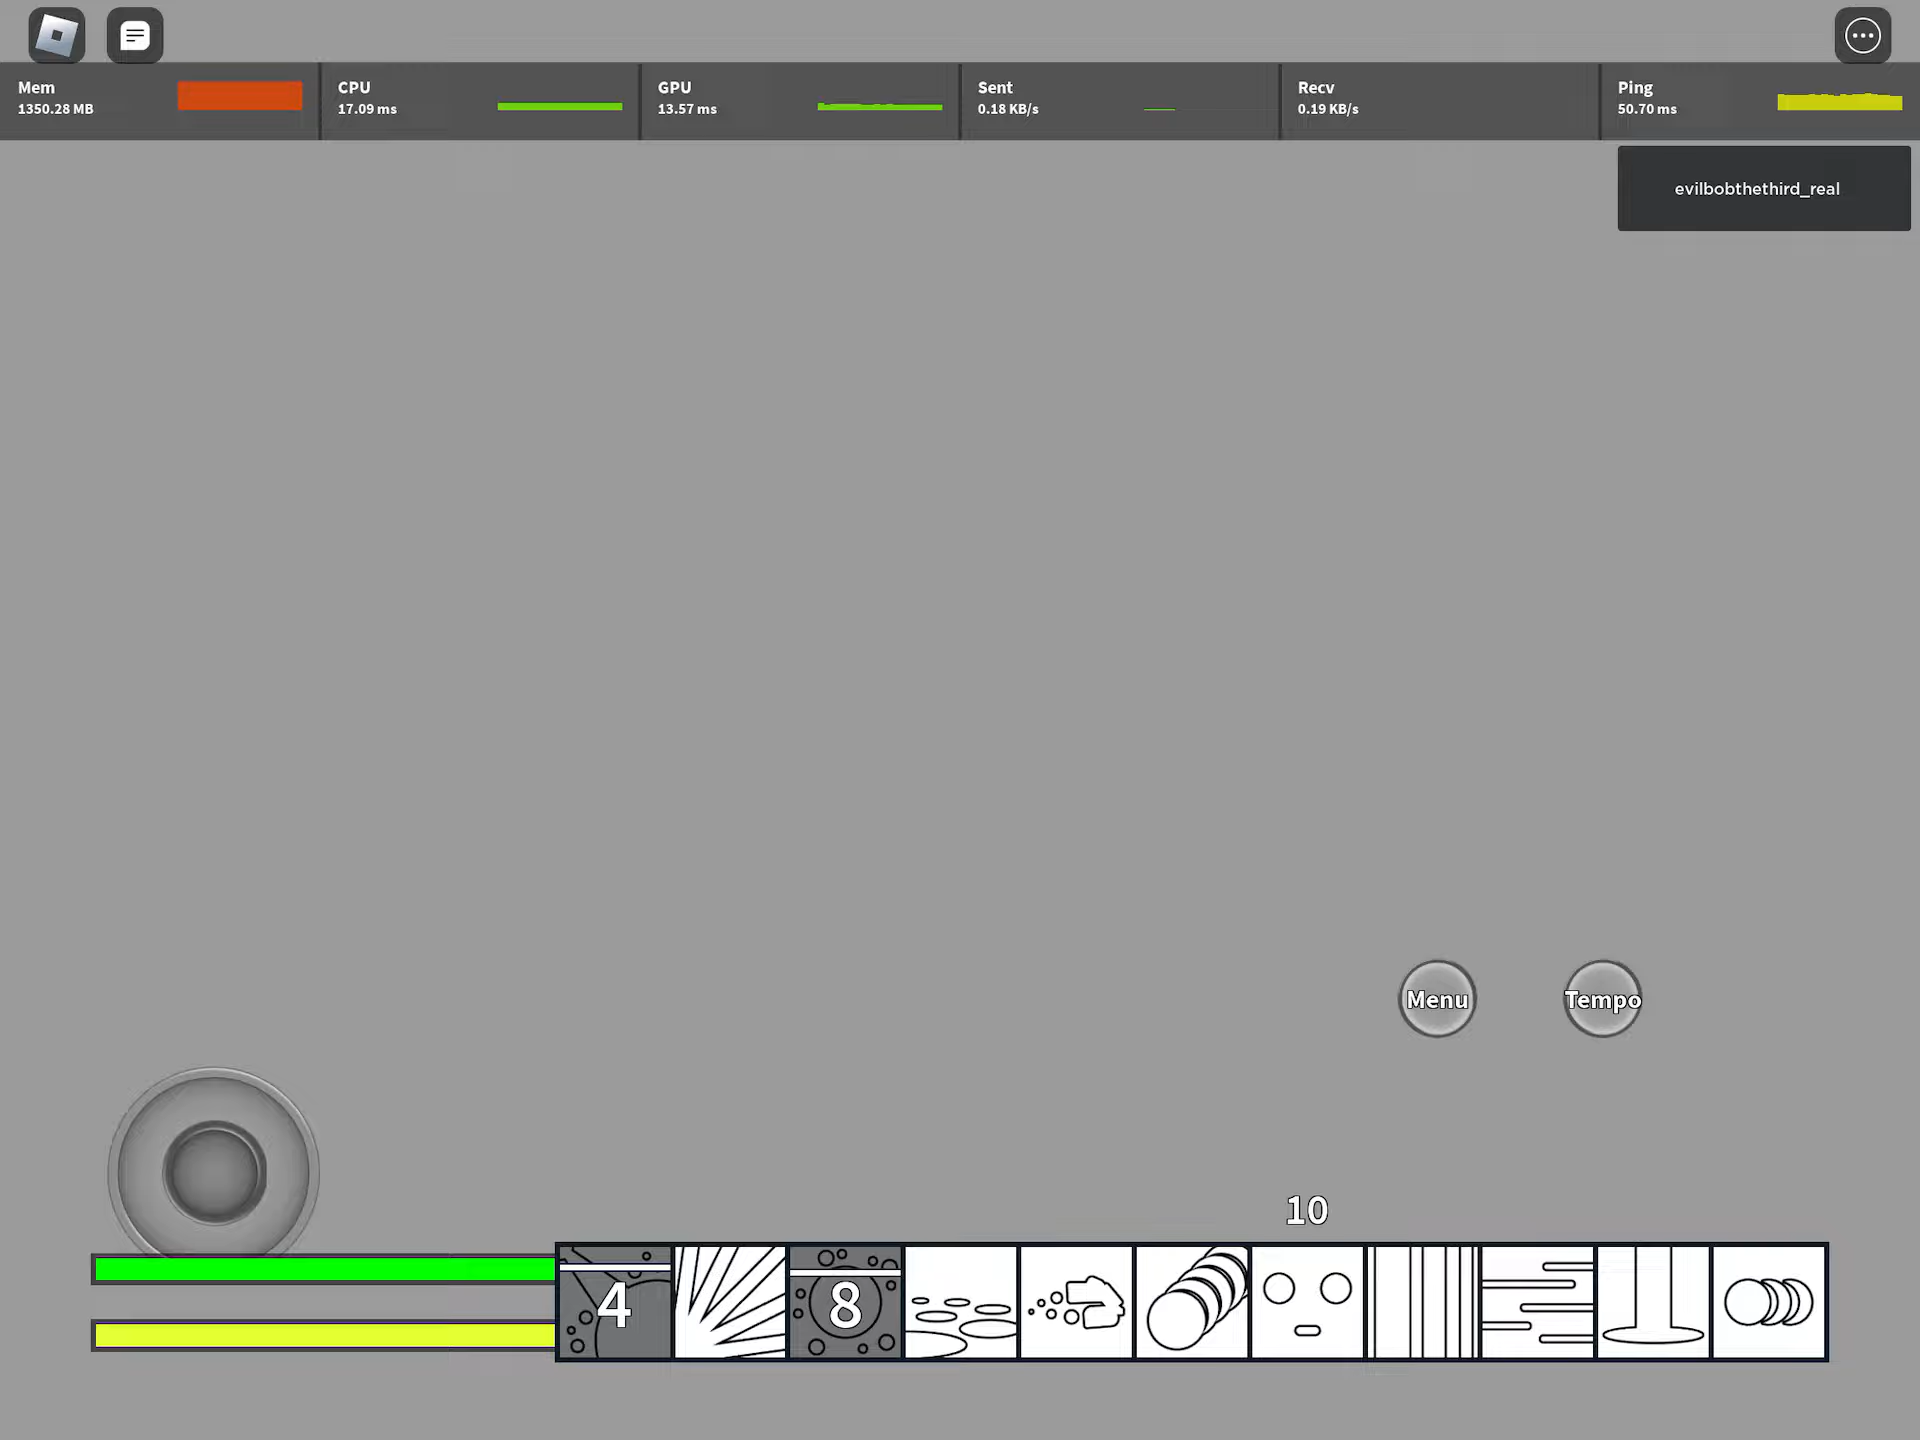 Mem
1350.28 MB
CPU
17.09 ms
GPU
13.57 ms
Sent
0.18 KB/s
Recv
0.19 KB/s
Ping
50.70 ms
evilbobthethird_real
Menu
Tempo
10
4
8